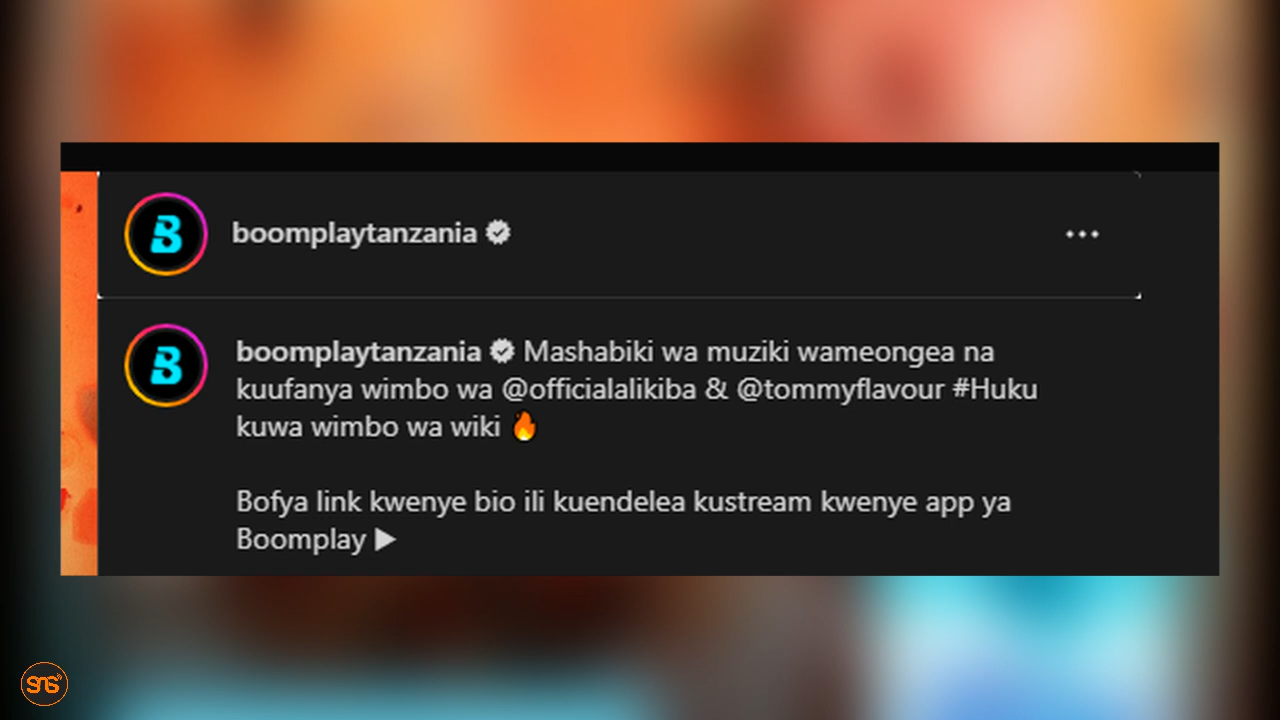 boomplaytanzania
boomplaytanzania Mashabiki wa muziki wameongea na
kuufanya wimbo wa @officialalikiba & @tommyflavour #Huku
kuwa wimbo wa wiki 🔥
Bofya link kwenye bio ili kuendelea kustream kwenye app ya
Boomplay ▶
SNS